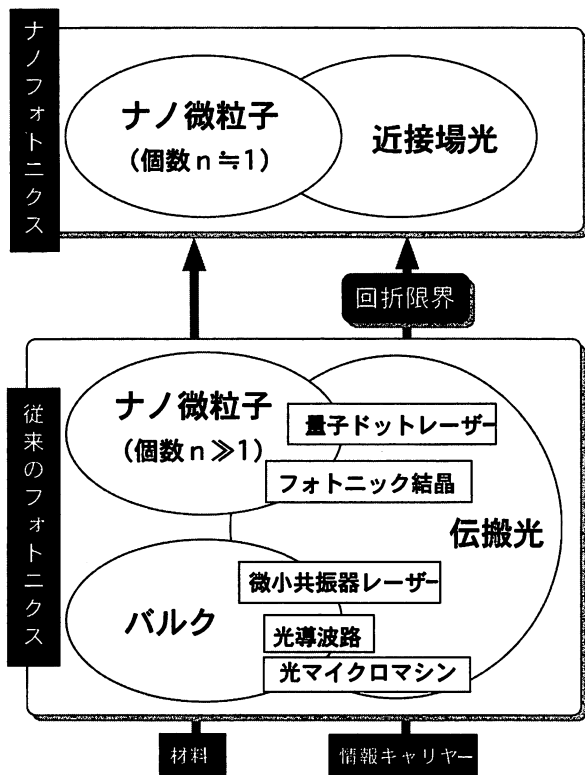 ナノフォトニクス
ナノ微粒子
(個数n≒1)
近接場光
回折限界
従来のフォトニクス
ナノ微粒子
(個数n≫1)
量子ドットレーザー
フォトニック結晶
伝搬光
微小共振器レーザー
バルク
光導波路
光マイクロマシン
材料
情報キャリヤー